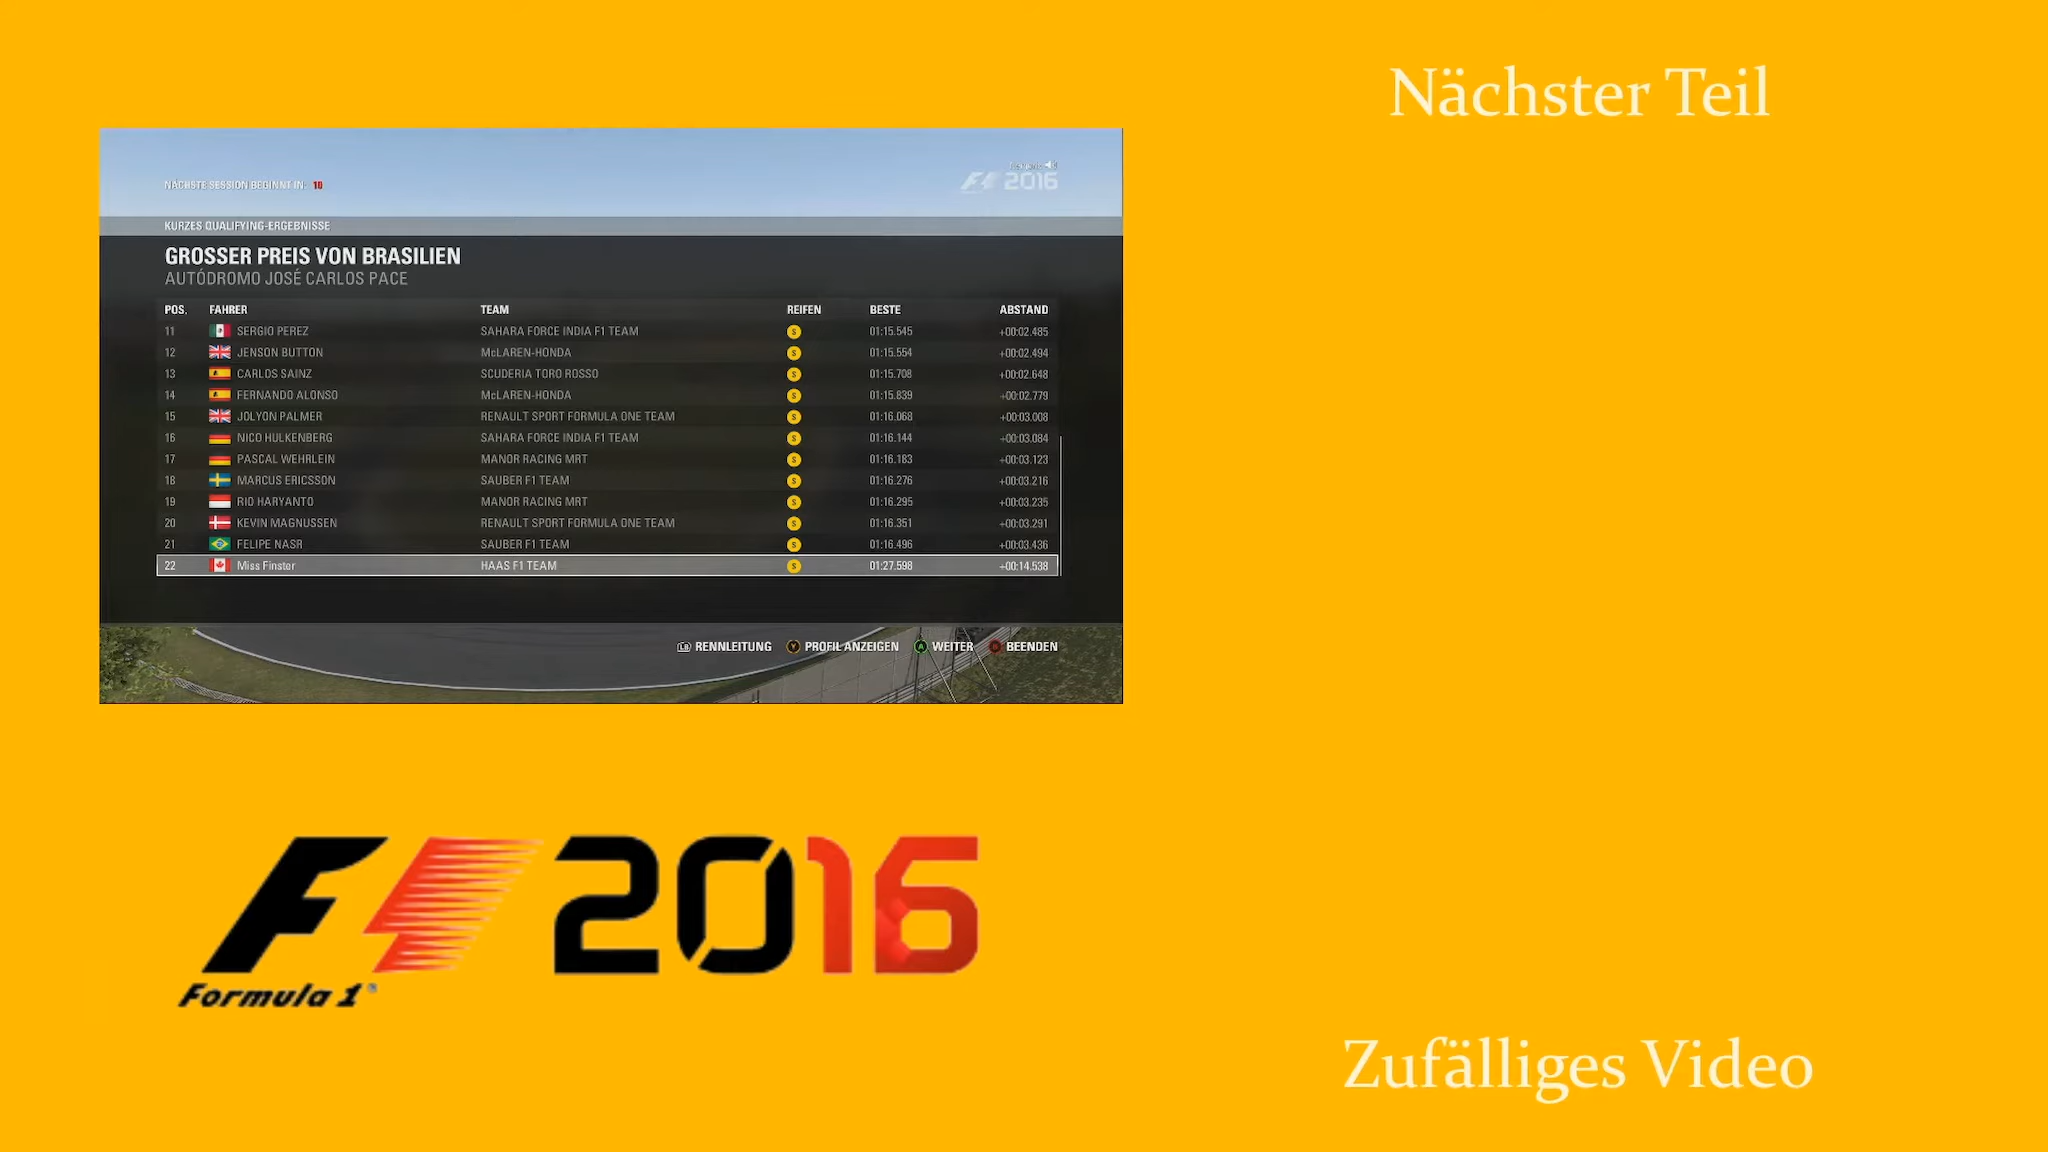 Nächster Teil
NÄCHSTE SESSION BEGINNT IN: 10
F1 2016
KURZES QUALIFYING-ERGEBNISSE
GROSSER PREIS VON BRASILIEN
AUTÓDROMO JOSÉ CARLOS PACE
POS. FAHRER TEAM REIFEN BESTE ABSTAND
11 SERGIO PEREZ SAHARA FORCE INDIA F1 TEAM S 01:15.545 +00:02.485
12 JENSON BUTTON McLAREN-HONDA S 01:15.554 +00:02.494
13 CARLOS SAINZ SCUDERIA TORO ROSSO S 01:15.708 +00:02.648
14 FERNANDO ALONSO McLAREN-HONDA S 01:15.839 +00:02.779
15 JOLYON PALMER RENAULT SPORT FORMULA ONE TEAM S 01:16.068 +00:03.008
16 NICO HULKENBERG SAHARA FORCE INDIA F1 TEAM S 01:16.144 +00:03.084
17 PASCAL WEHRLEIN MANOR RACING MRT S 01:16.183 +00:03.123
18 MARCUS ERICSSON SAUBER F1 TEAM S 01:16.276 +00:03.216
19 RIO HARYANTO MANOR RACING MRT S 01:16.295 +00:03.235
20 KEVIN MAGNUSSEN RENAULT SPORT FORMULA ONE TEAM S 01:16.351 +00:03.291
21 FELIPE NASR SAUBER F1 TEAM S 01:16.496 +00:03.436
22 Miss Finster HAAS F1 TEAM S 01:27.598 +00:14.538
LB RENNLEITUNG Y PROFIL ANZEIGEN A WEITER B BEENDEN
F1 2016
Formula 1®
Zufälliges Video